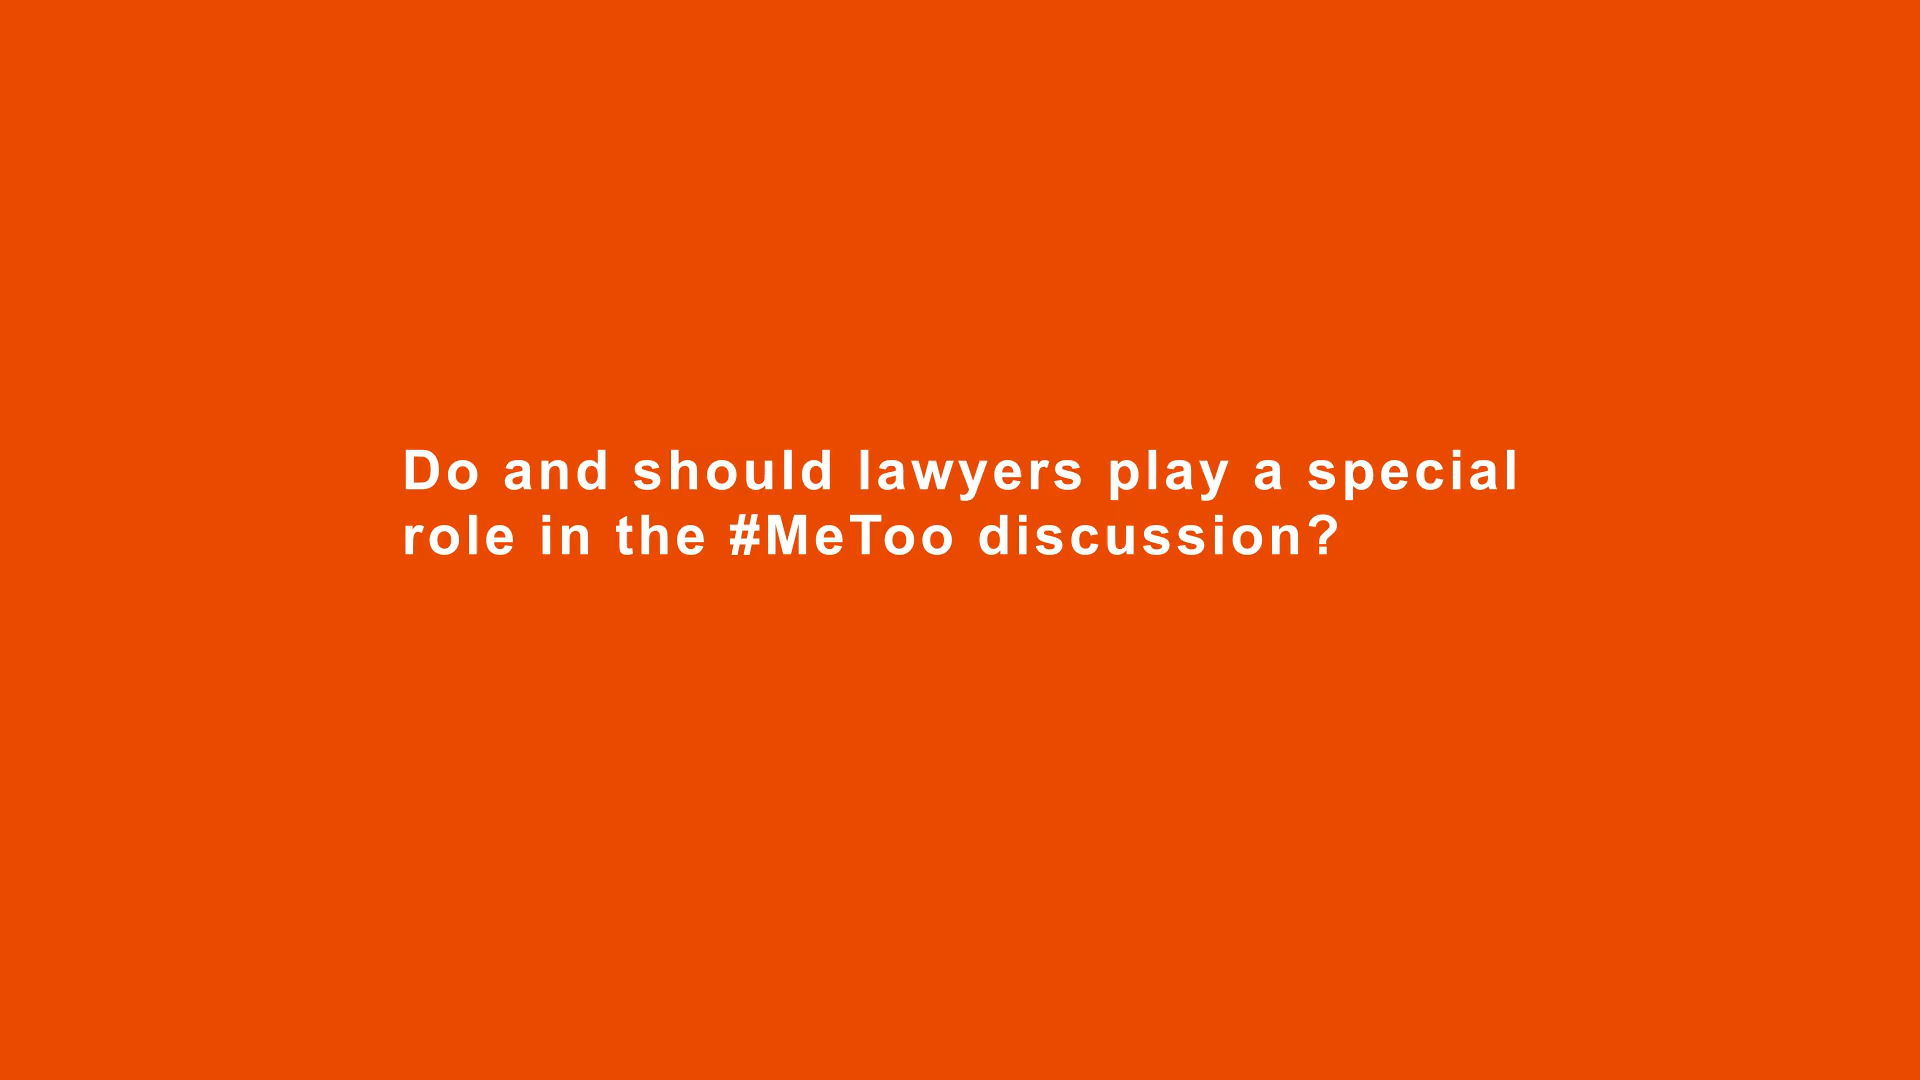 Do and should lawyers play a special
role in the #MeToo discussion?